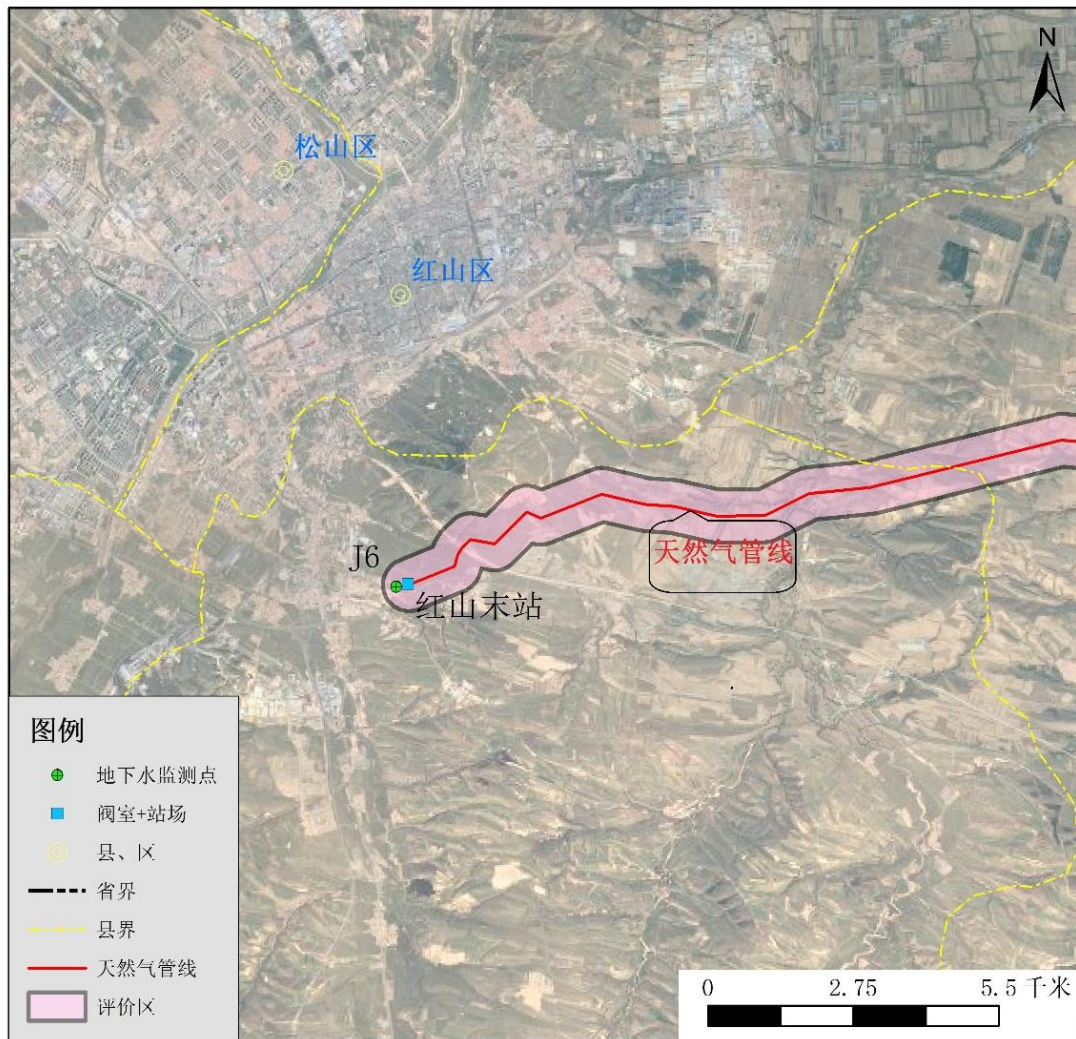 N
松山区
红山区
J6
天然气管线
红山末站
图例
地下水监测点
阀室+站场
县、区
省界
县界
天然气管线
评价区
0 2.75 5.5 千米